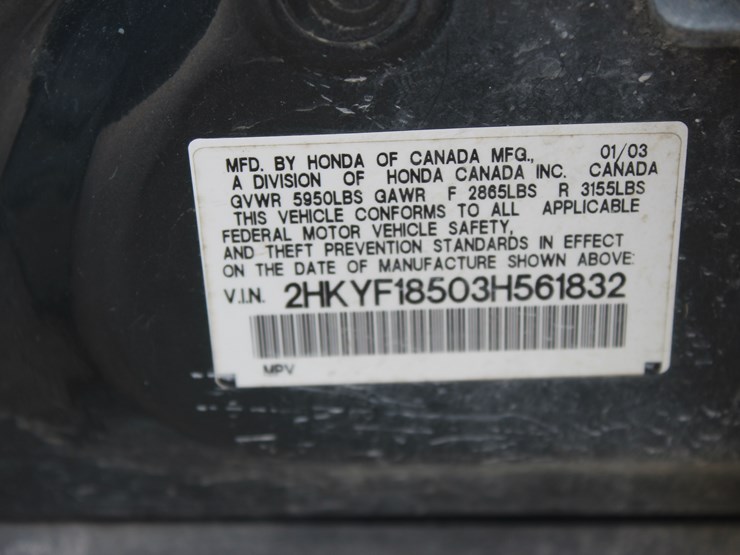 MFD. BY HONDA OF CANADA MFG., 01/03
A DIVISION OF HONDA CANADA INC. CANADA
GVWR 5950LBS GAWR F 2865LBS R 3155LBS
THIS VEHICLE CONFORMS TO ALL APPLICABLE
FEDERAL MOTOR VEHICLE SAFETY,
AND THEFT PREVENTION STANDARDS IN EFFECT
ON THE DATE OF MANUFACTURE SHOWN ABOVE:
V.I.N. 2HKYF18503H561832
MPV